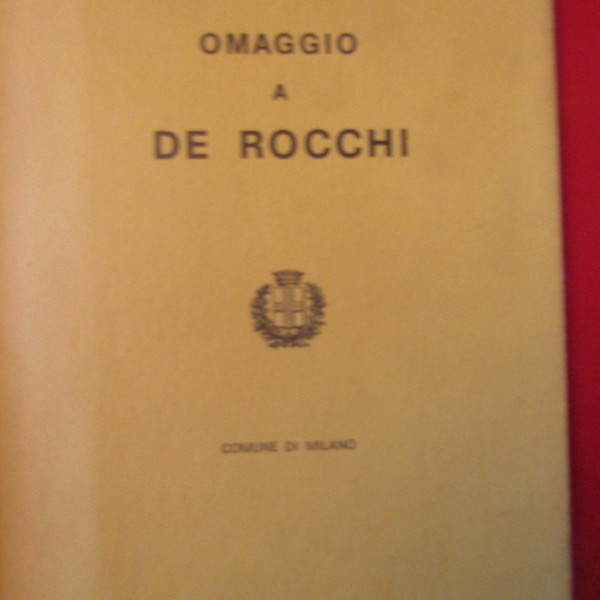 OMAGGIO
A
DE ROCCHI
COMUNE DI MILANO